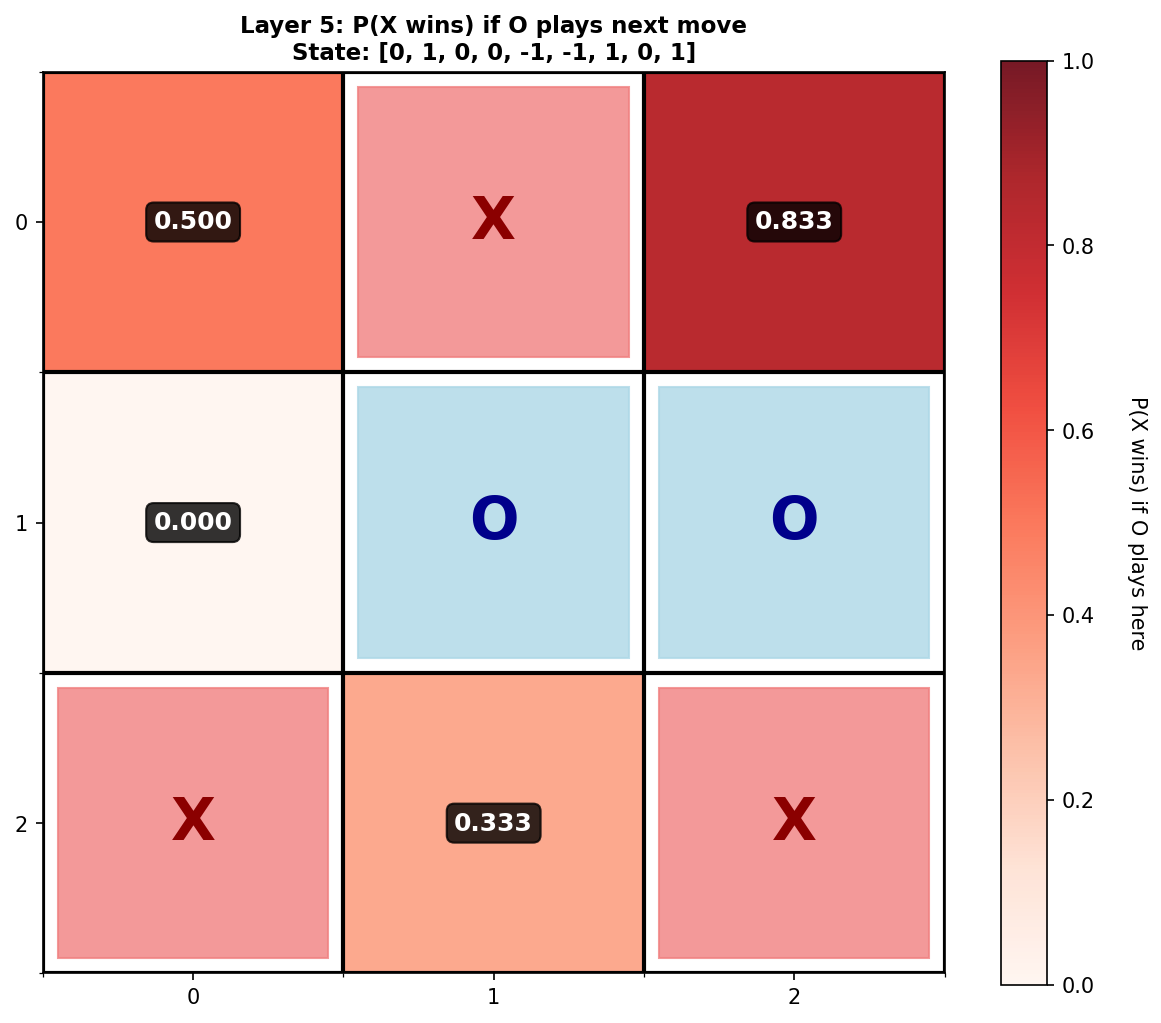 Layer 5: P(X wins) if O plays next move
State: [0, 1, 0, 0, -1, -1, 1, 0, 1]
0
0.500
X
0.833
1
0.000
O
O
2
X
0.333
X
0
1
2
1.0
0.8
0.6
0.4
0.2
0.0
P(X wins) if O plays here